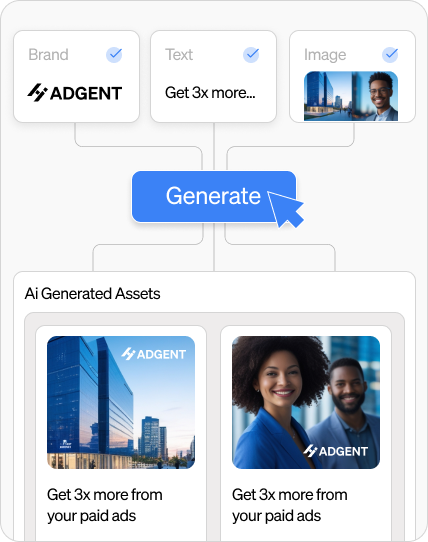 Brand
Text
Image
ADGENT
Get 3x more...
Generate
Ai Generated Assets
ADGENT
ADGENT
Get 3x more from
your paid ads
Get 3x more from
your paid ads